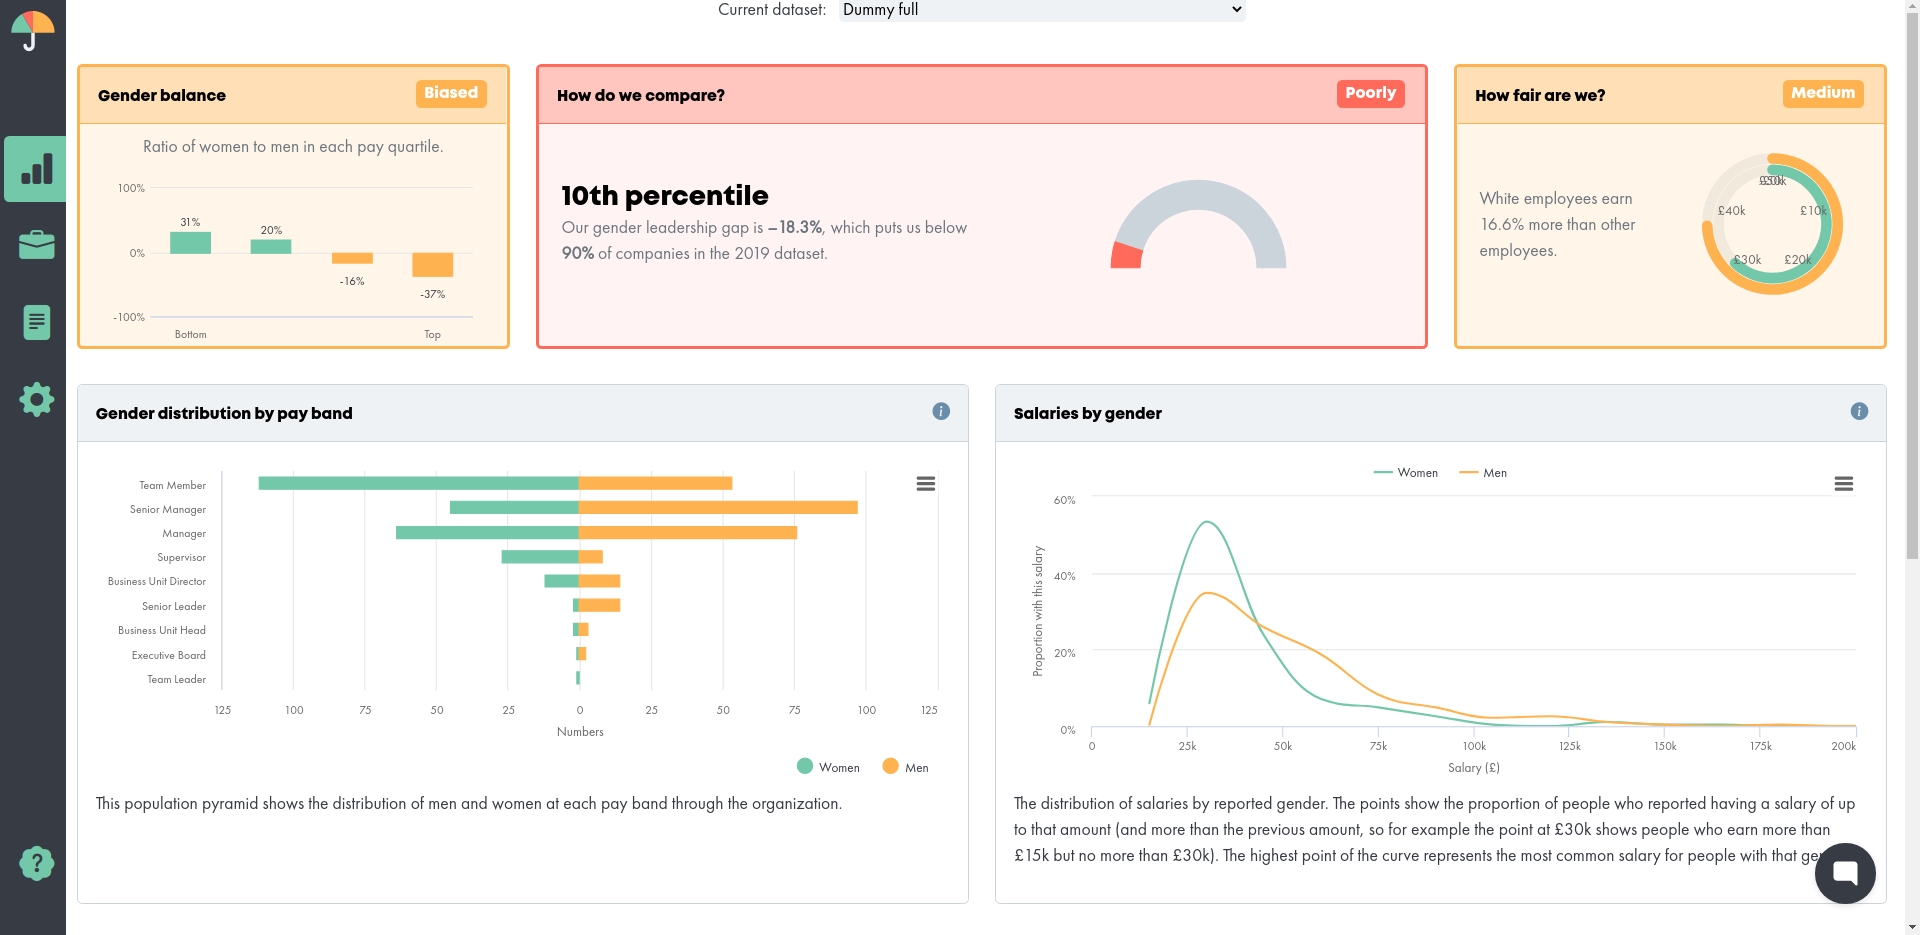 Current dataset: Dummy full
Gender balance
Biased
Ratio of women to men in each pay quartile.
100%
0%
-100%
31%
20%
-16%
-37%
Bottom
Top
How do we compare?
Poorly
10th percentile
Our gender leadership gap is –18.3%, which puts us below
90% of companies in the 2019 dataset.
How fair are we?
Medium
White employees earn
16.6% more than other
employees.
£40k
£10k
£30k
£20k
Gender distribution by pay band
i
Team Member
Senior Manager
Manager
Supervisor
Business Unit Director
Senior Leader
Business Unit Head
Executive Board
Team Leader
125 100 75 50 25 0 25 50 75 100 125
Numbers
Women
Men
This population pyramid shows the distribution of men and women at each pay band through the organization.
Salaries by gender
i
Women
Men
60%
40%
20%
0%
Proportion with this salary
0 25k 50k 75k 100k 125k 150k 175k 200k
Salary (£)
The distribution of salaries by reported gender. The points show the proportion of people who reported having a salary of up
to that amount (and more than the previous amount, so for example the point at £30k shows people who earn more than
£15k but no more than £30k). The highest point of the curve represents the most common salary for people with that
?